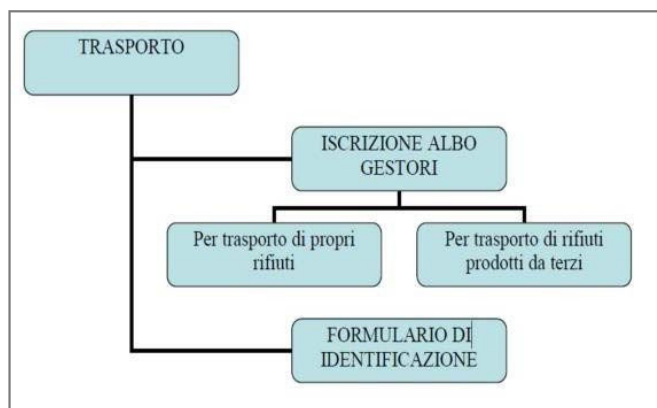 TRASPORTO
ISCRIZIONE ALBO
GESTORI
Per trasporto di propri
rifiuti
Per trasporto di rifiuti
prodotti da terzi
FORMULARIO DI
IDENTIFICAZIONE